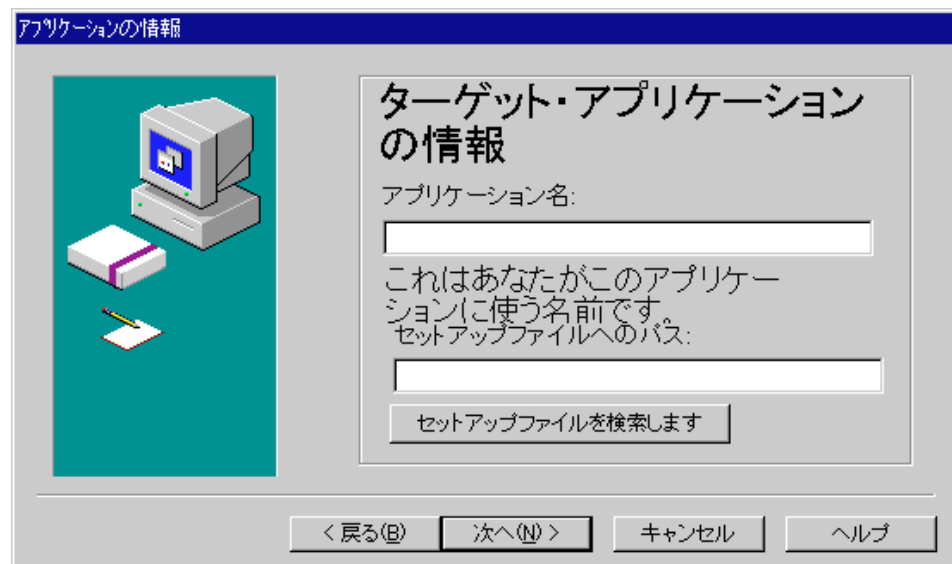 アプリケーションの情報
ターゲット・アプリケーション
の情報
アプリケーション名:
これはあなたがこのアプリケー
ションに使う名前です。
セットアップファイルへのパス:
セットアップファイルを検索します
< 戻る(B)
次へ(N) >
キャンセル
ヘルプ